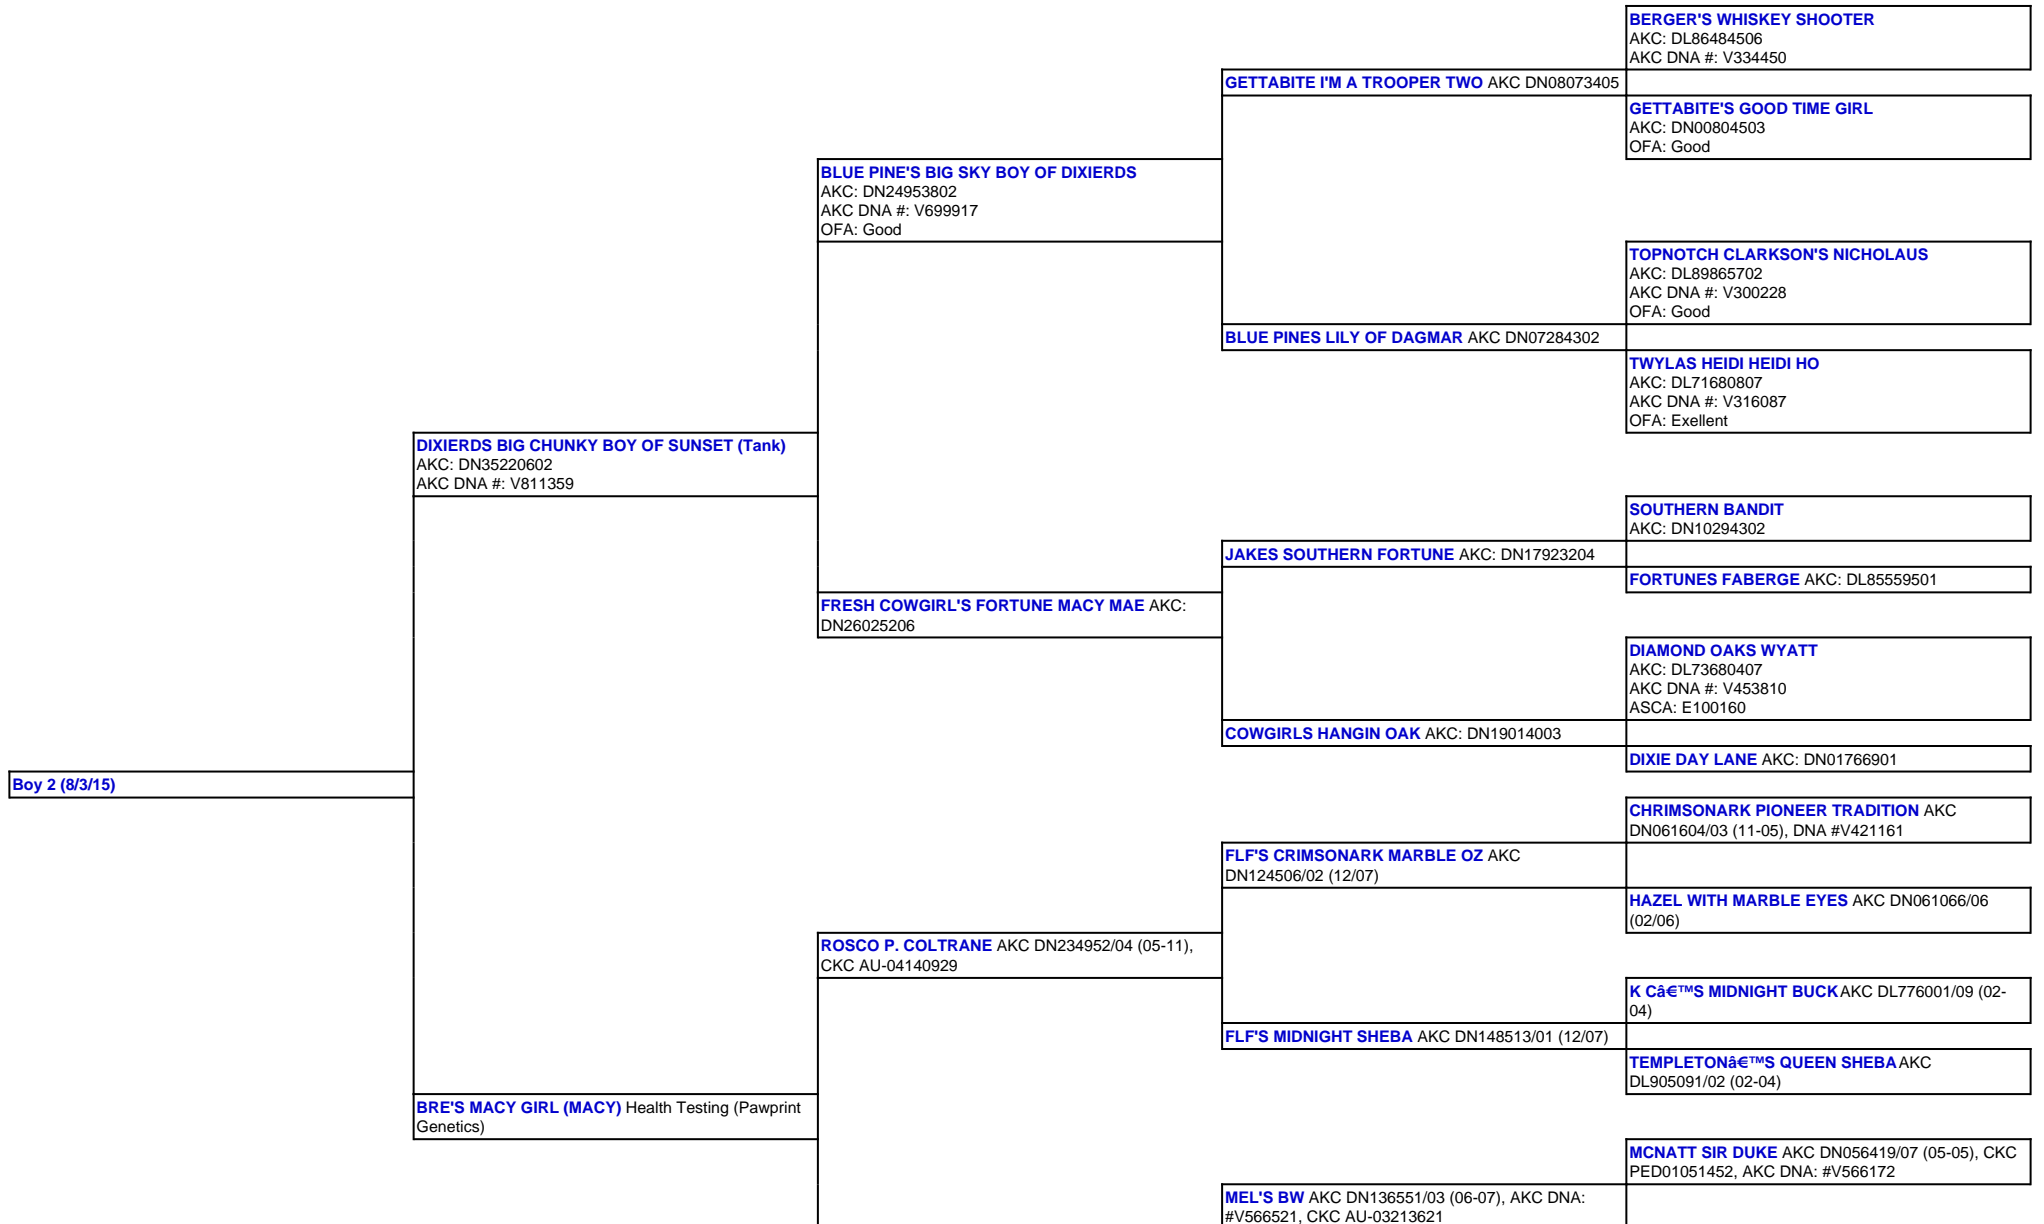 BERGER'S WHISKEY SHOOTER
AKC: DL86484506
AKC DNA #: V334450
GETTABITE I'M A TROOPER TWO AKC DN08073405
GETTABITE'S GOOD TIME GIRL
AKC: DN00804503
OFA: Good
BLUE PINE'S BIG SKY BOY OF DIXIERDS
AKC: DN24953802
AKC DNA #: V699917
OFA: Good
TOPNOTCH CLARKSON'S NICHOLAUS
AKC: DL89865702
AKC DNA #: V300228
OFA: Good
BLUE PINES LILY OF DAGMAR AKC DN07284302
TWYLAS HEIDI HEIDI HO
AKC: DL71680807
AKC DNA #: V316087
OFA: Exellent
DIXIERDS BIG CHUNKY BOY OF SUNSET (Tank)
AKC: DN35220602
AKC DNA #: V811359
SOUTHERN BANDIT
AKC: DN10294302
JAKES SOUTHERN FORTUNE AKC: DN17923204
FORTUNES FABERGE AKC: DL85559501
FRESH COWGIRL'S FORTUNE MACY MAE AKC:
DN26025206
DIAMOND OAKS WYATT
AKC: DL73680407
AKC DNA #: V453810
ASCA: E100160
COWGIRLS HANGIN OAK AKC: DN19014003
DIXIE DAY LANE AKC: DN01766901
Boy 2 (8/3/15)
CHRIMSONARK PIONEER TRADITION AKC
DN061604/03 (11-05), DNA #V421161
FLF'S CRIMSONARK MARBLE OZ AKC
DN124506/02 (12/07)
HAZEL WITH MARBLE EYES AKC DN061066/06
(02/06)
ROSCO P. COLTRANE AKC DN234952/04 (05-11),
CKC AU-04140929
K Câ€™S MIDNIGHT BUCK AKC DL776001/09 (02-
04)
FLF'S MIDNIGHT SHEBA AKC DN148513/01 (12/07)
TEMPLETONâ€™S QUEEN SHEBA AKC
DL905091/02 (02-04)
BRE'S MACY GIRL (MACY) Health Testing (Pawprint
Genetics)
MCNATT SIR DUKE AKC DN056419/07 (05-05), CKC
PED01051452, AKC DNA: #V566172
MEL'S BW AKC DN136551/03 (06-07), AKC DNA:
#V566521, CKC AU-03213621